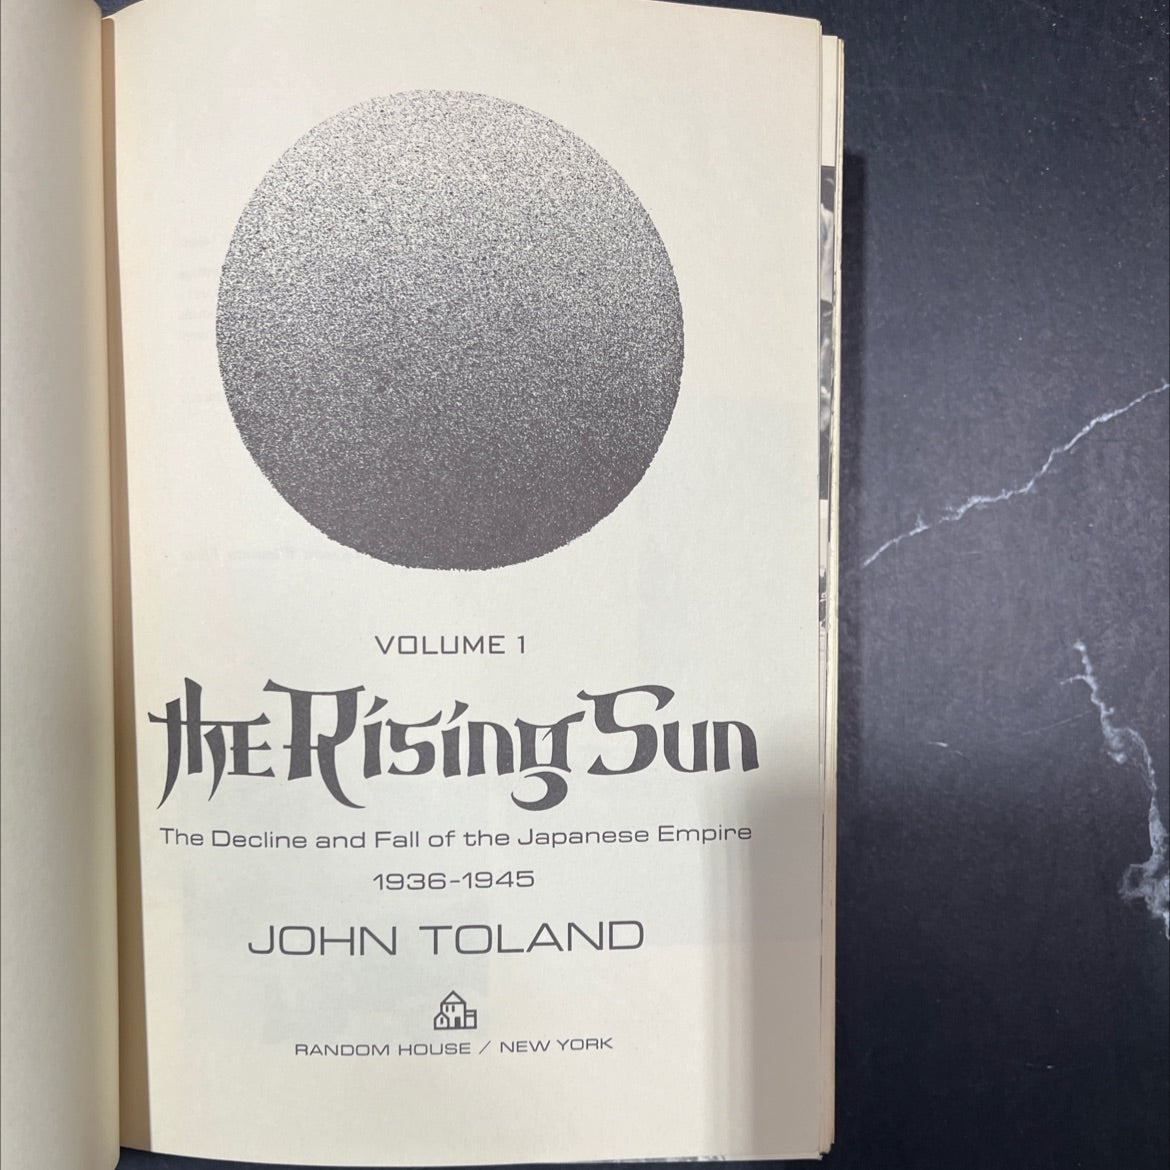 VOLUME 1
the Rising Sun
The Decline and Fall of the Japanese Empire
1936-1945
JOHN TOLAND
RANDOM HOUSE / NEW YORK